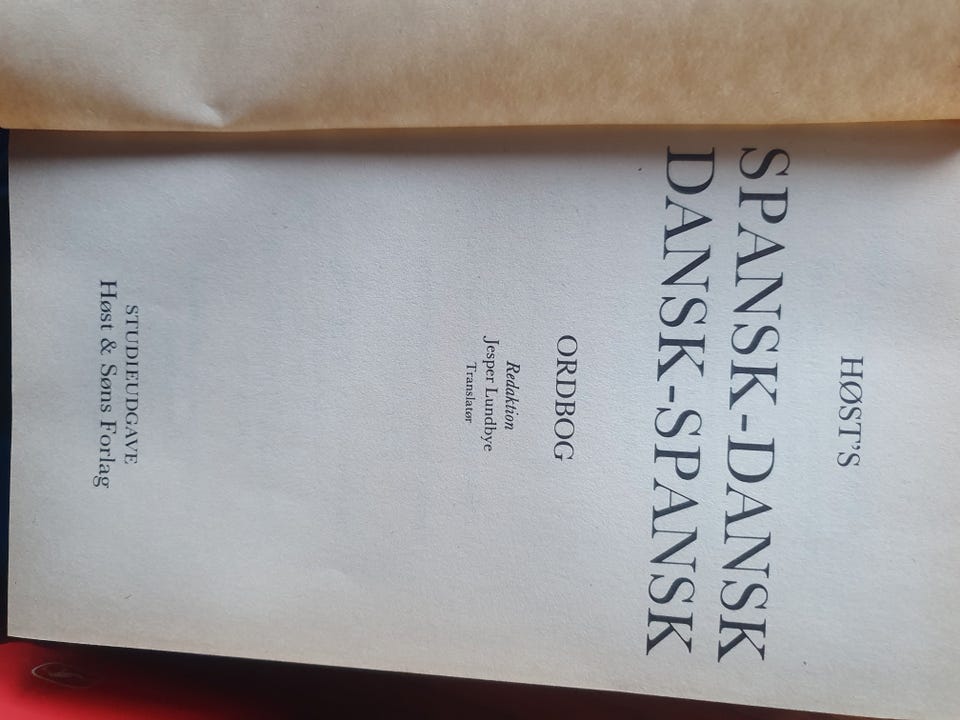 HØST'S
SPANSK-DANSK
DANSK-SPANSK
ORDBOG
Redaktion
Jesper Lundbye
Translatør
STUDIEUDGAVE
Høst & Søns Forlag